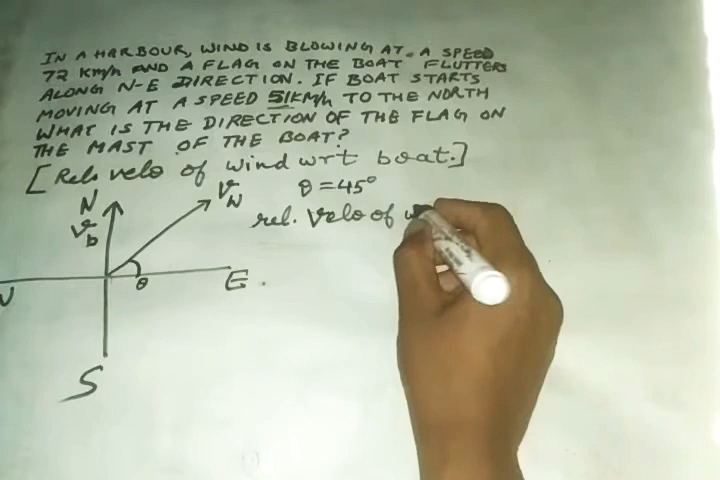 IN A HARBOUR, WIND IS BLOWING AT A SPEED
72 Km/h AND A FLAG ON THE BOAT FLUTTERS
ALONG N-E DIRECTION. IF BOAT STARTS
MOVING AT A SPEED 51KM/h TO THE NORTH
WHAT IS THE DIRECTION OF THE FLAG ON
THE MAST OF THE BOAT?
[Rel. velo of wind wrt boat.]
N Vw θ = 45°
Vb rel. Velo of w
θ E
S